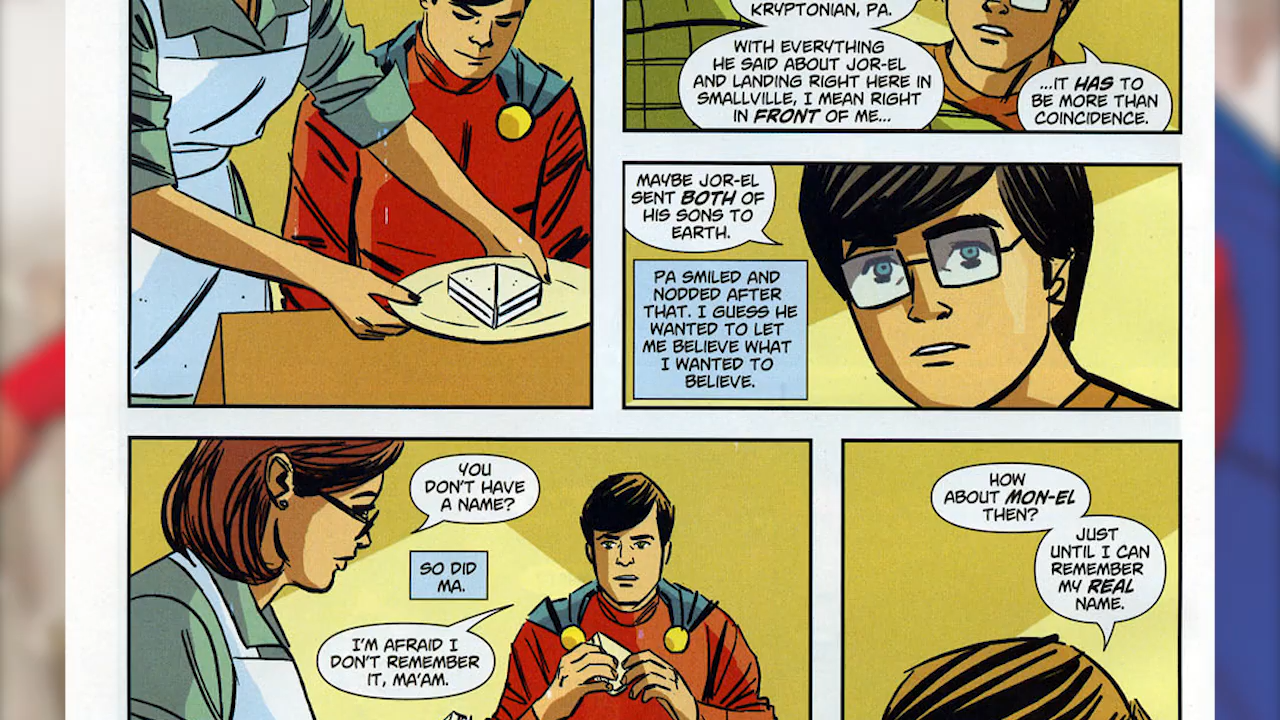 KRYPTONIAN, PA.
WITH EVERYTHING
HE SAID ABOUT JOR-EL
AND LANDING RIGHT HERE IN
SMALLVILLE, I MEAN RIGHT
IN FRONT OF ME...
...IT HAS TO
BE MORE THAN
COINCIDENCE.
MAYBE JOR-EL
SENT BOTH OF
HIS SONS TO
EARTH.
PA SMILED AND
NODDED AFTER
THAT. I GUESS HE
WANTED TO LET
ME BELIEVE WHAT
I WANTED TO
BELIEVE.
YOU
DON'T HAVE
A NAME?
SO DID
MA.
I'M AFRAID I
DON'T REMEMBER
IT, MA'AM.
HOW
ABOUT MON-EL
THEN?
JUST
UNTIL I CAN
REMEMBER
MY REAL
NAME.